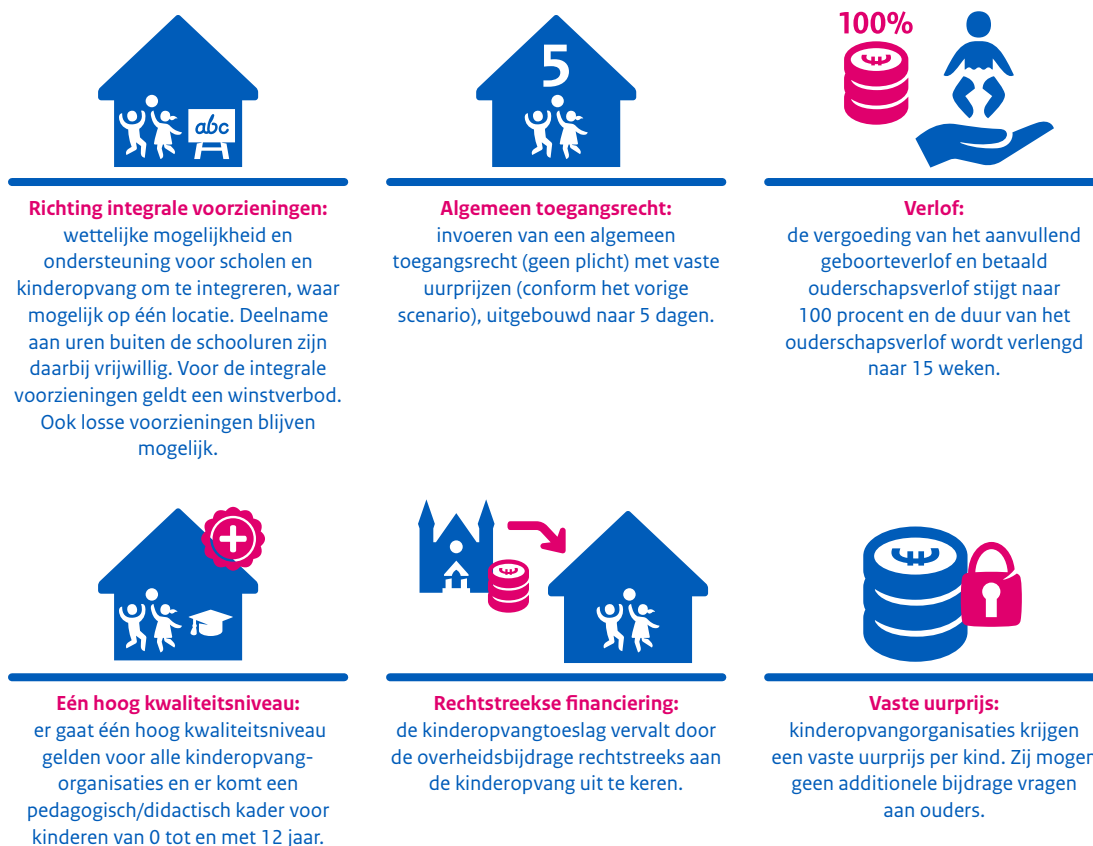 abc
Richting integrale voorzieningen:
wettelijke mogelijkheid en
ondersteuning voor scholen en
kinderopvang om te integreren, waar
mogelijk op één locatie. Deelname
aan uren buiten de schooluren zijn
daarbij vrijwillig. Voor de integrale
voorzieningen geldt een winstverbod.
Ook losse voorzieningen blijven
mogelijk.
5
Algemeen toegangsrecht:
invoeren van een algemeen
toegangsrecht (geen plicht) met vaste
uurprijzen (conform het vorige
scenario), uitgebouwd naar 5 dagen.
100%
Verlof:
de vergoeding van het aanvullend
geboorteverlof en betaald
ouderschapsverlof stijgt naar
100 procent en de duur van het
ouderschapsverlof wordt verlengd
naar 15 weken.
Eén hoog kwaliteitsniveau:
er gaat één hoog kwaliteitsniveau
gelden voor alle kinderopvang-
organisaties en er komt een
pedagogisch/didactisch kader voor
kinderen van 0 tot en met 12 jaar.
Rechtstreekse financiering:
de kinderopvangtoeslag vervalt door
de overheidsbijdrage rechtstreeks aan
de kinderopvang uit te keren.
Vaste uurprijs:
kinderopvangorganisaties krijgen
een vaste uurprijs per kind. Zij mogen
geen additionele bijdrage vragen
aan ouders.